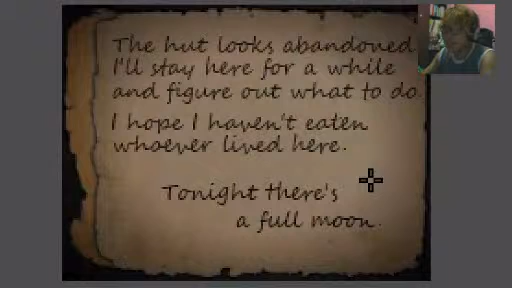 The hut looks abandoned
I'll stay here for a while
and figure out what to do.
I hope I haven't eaten
whoever lived here.
Tonight there's
a full moon.